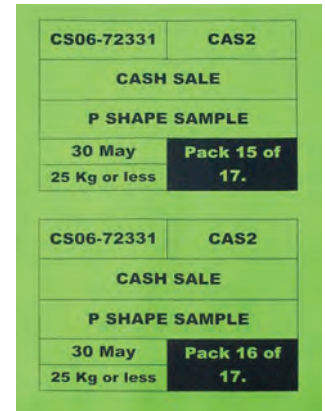 CS06-72331 CAS2
CASH SALE
P SHAPE SAMPLE
30 May Pack 15 of
25 Kg or less 17.
CS06-72331 CAS2
CASH SALE
P SHAPE SAMPLE
30 May Pack 16 of
25 Kg or less 17.